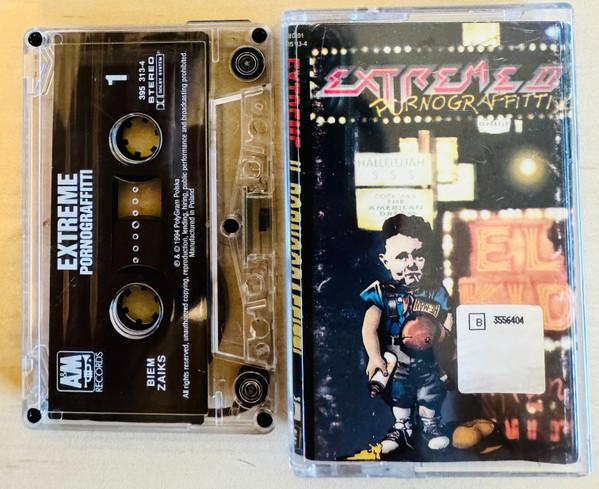 EXTREME
PORNOGRAFFITTI
1
395 313-4
STEREO
DOLBY SYSTEM
℗ & © 1994 PolyGram Polska
Manufactured in Poland
All rights reserved, unauthorized copying, reproduction, lending, hiring, public performance and broadcasting prohibited.
BIEM
ZAIKS
A&M
RECORDS
EXTREME II PORNOGRAFFITTI
EXTREME II
PORNOGRAFFITTI
HALLELUJAH
$ $ $
THE
AMERICAN
DREAM
EL
KID
B 3556404